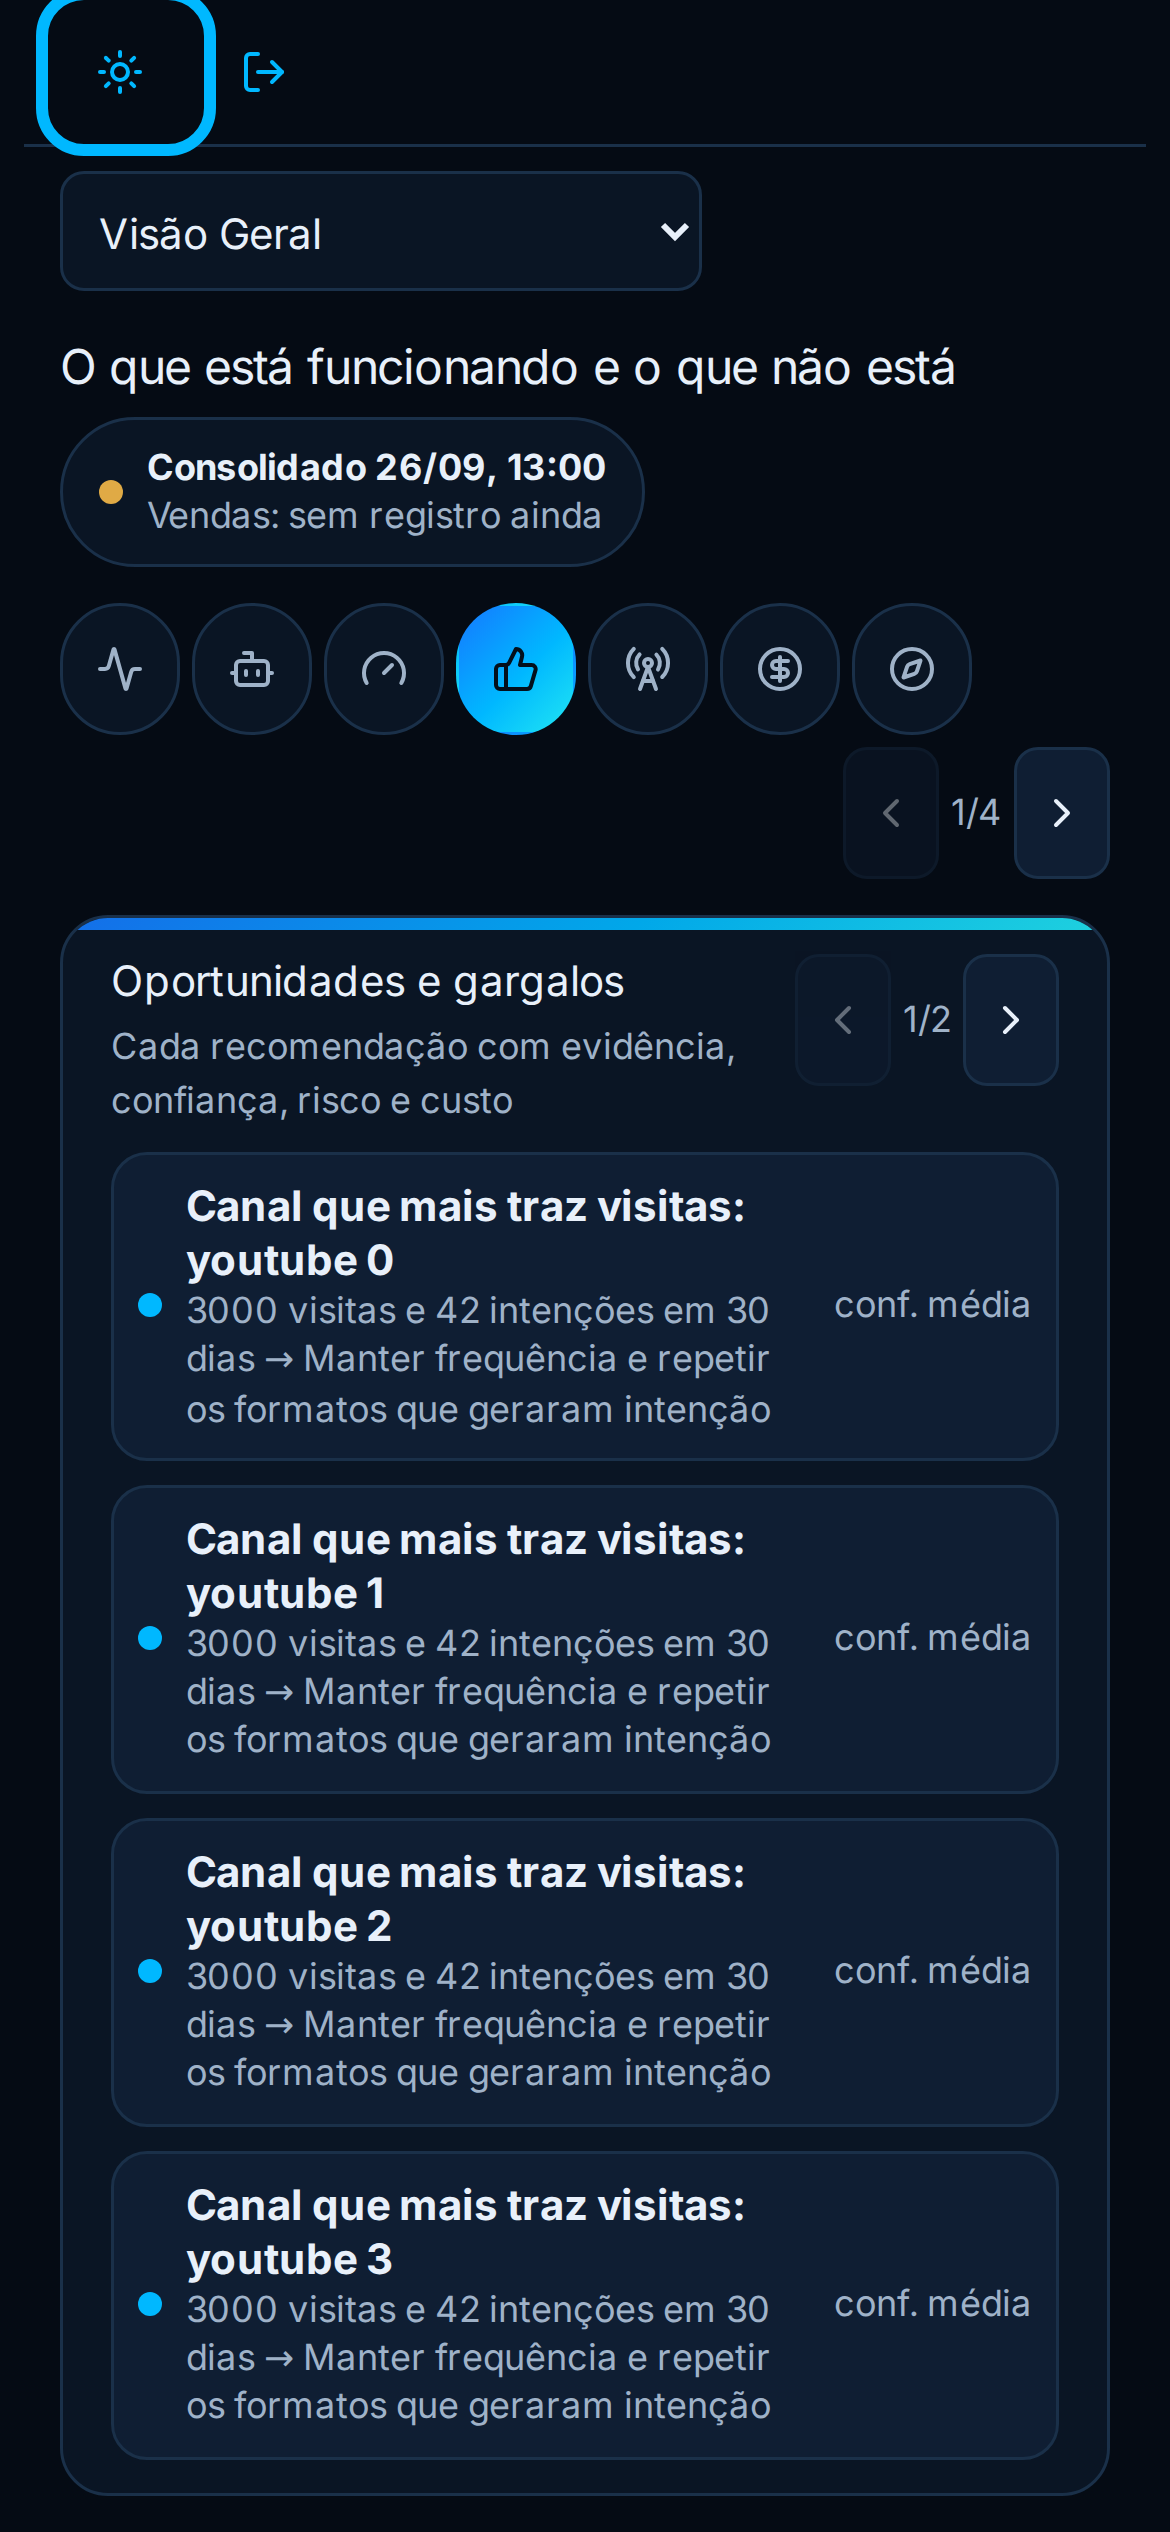 Visão Geral
O que está funcionando e o que não está
Consolidado 26/09, 13:00
Vendas: sem registro ainda
1/4
Oportunidades e gargalos
1/2
Cada recomendação com evidência,
confiança, risco e custo
Canal que mais traz visitas:
youtube 0
3000 visitas e 42 intenções em 30
dias → Manter frequência e repetir
os formatos que geraram intenção
conf. média
Canal que mais traz visitas:
youtube 1
3000 visitas e 42 intenções em 30
dias → Manter frequência e repetir
os formatos que geraram intenção
conf. média
Canal que mais traz visitas:
youtube 2
3000 visitas e 42 intenções em 30
dias → Manter frequência e repetir
os formatos que geraram intenção
conf. média
Canal que mais traz visitas:
youtube 3
3000 visitas e 42 intenções em 30
dias → Manter frequência e repetir
os formatos que geraram intenção
conf. média